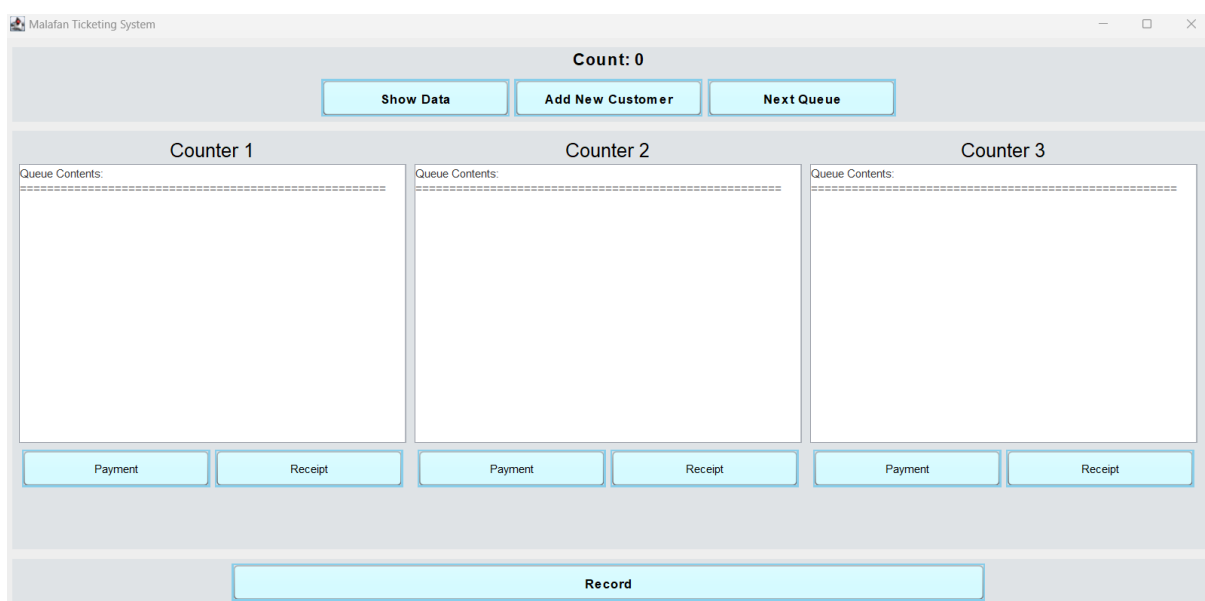 Malafan Ticketing System
Count: 0
Show Data Add New Customer Next Queue
Counter 1 Counter 2 Counter 3
Queue Contents: Queue Contents: Queue Contents:
====================================================== ====================================================== ======================================================
Payment Receipt Payment Receipt Payment Receipt
Record